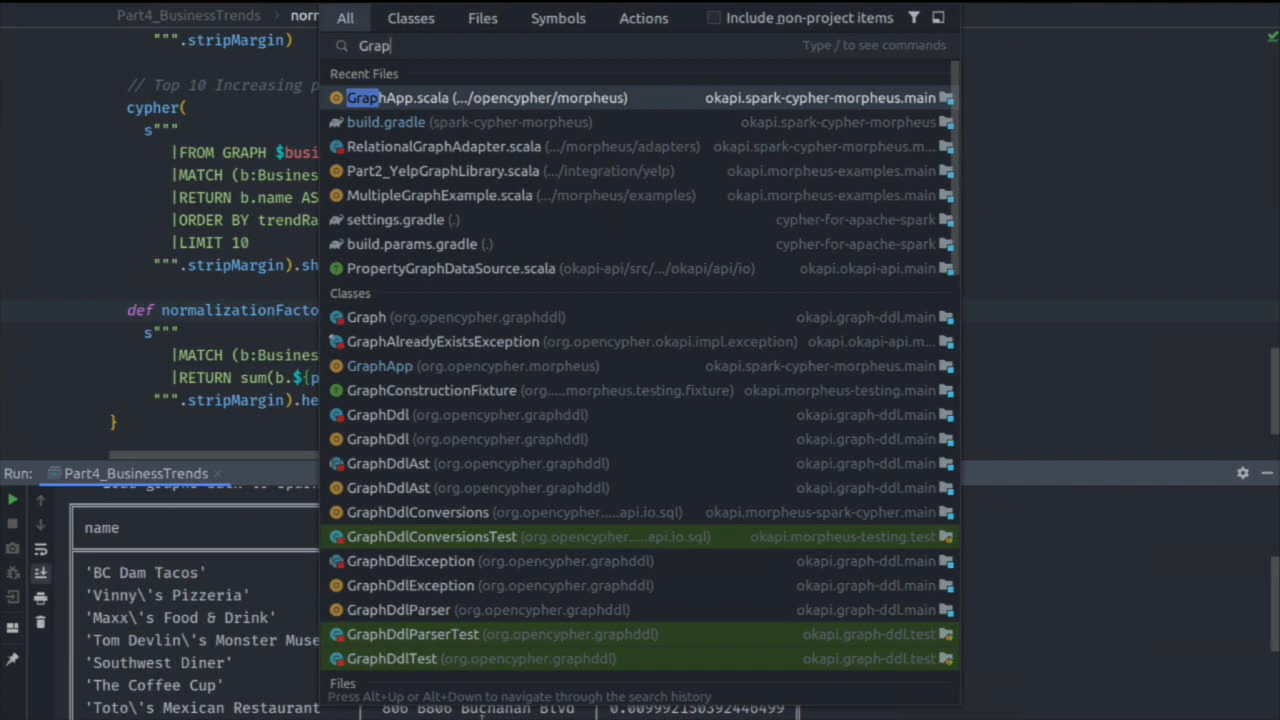 Part4_BusinessTrends > norm
All Classes Files Symbols Actions Include non-project items
Grap Type / to see commands
""".stripMargin)
// Top 10 Increasing p
cypher(
s"""
|FROM GRAPH $busi
|MATCH (b:Busines
|RETURN b.name AS
|ORDER BY trendRa
|LIMIT 10
""".stripMargin).sh
def normalizationFacto
s"""
|MATCH (b:Busines
|RETURN sum(b.${p
""".stripMargin).he
}
Recent Files
GraphApp.scala (.../opencypher/morpheus) okapi.spark-cypher-morpheus.main
build.gradle (spark-cypher-morpheus) okapi.spark-cypher-morpheus
RelationalGraphAdapter.scala (.../morpheus/adapters) okapi.spark-cypher-morpheus.m...
Part2_YelpGraphLibrary.scala (.../integration/yelp) okapi.morpheus-examples.main
MultipleGraphExample.scala (.../morpheus/examples) okapi.morpheus-examples.main
settings.gradle (.) cypher-for-apache-spark
build.params.gradle (.) cypher-for-apache-spark
PropertyGraphDataSource.scala (okapi-api/src/.../okapi/api/io) okapi.okapi-api.main
Classes
Graph (org.opencypher.graphddl) okapi.graph-ddl.main
GraphAlreadyExistsException (org.opencypher.okapi.impl.exception) okapi.okapi-api.m...
GraphApp (org.opencypher.morpheus) okapi.spark-cypher-morpheus.main
GraphConstructionFixture (org.....morpheus.testing.fixture) okapi.morpheus-testing.main
GraphDdl (org.opencypher.graphddl) okapi.graph-ddl.main
GraphDdl (org.opencypher.graphddl) okapi.graph-ddl.main
GraphDdlAst (org.opencypher.graphddl) okapi.graph-ddl.main
GraphDdlAst (org.opencypher.graphddl) okapi.graph-ddl.main
GraphDdlConversions (org.opencypher.....api.io.sql) okapi.morpheus-spark-cypher.main
GraphDdlConversionsTest (org.opencypher.....api.io.sql) okapi.morpheus-testing.test
GraphDdlException (org.opencypher.graphddl) okapi.graph-ddl.main
GraphDdlException (org.opencypher.graphddl) okapi.graph-ddl.main
GraphDdlParser (org.opencypher.graphddl) okapi.graph-ddl.main
GraphDdlParserTest (org.opencypher.graphddl) okapi.graph-ddl.test
GraphDdlTest (org.opencypher.graphddl) okapi.graph-ddl.test
Files
Press Alt+Up or Alt+Down to navigate through the search history
Run: Part4_BusinessTrends ×
name
'BC Dam Tacos'
'Vinny\'s Pizzeria'
'Maxx\'s Food & Drink'
'Tom Devlin\'s Monster Muse
'Southwest Diner'
'The Coffee Cup'
'Toto\'s Mexican Restaurant 806 B806 Buchanan Blvd 0.009992150392446499